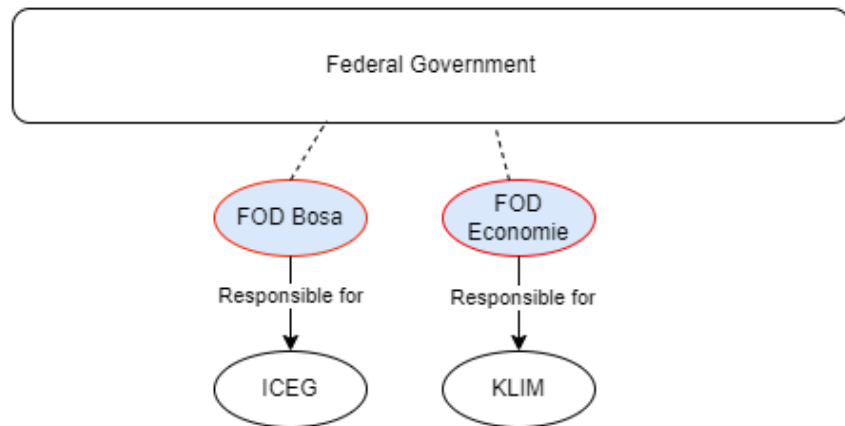 Federal Government
FOD Bosa
FOD
Economie
Responsible for
Responsible for
ICEG
KLIM